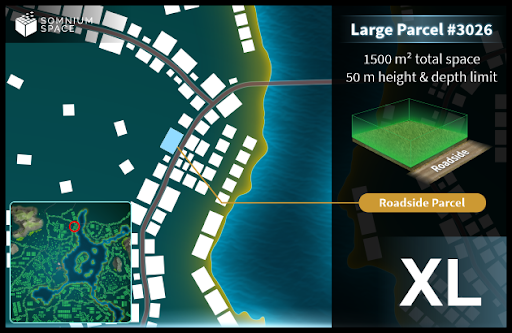 SOMNIUM
SPACE
Large Parcel #3026
1500 m² total space
50 m height & depth limit
Roadside
Roadside Parcel
XL